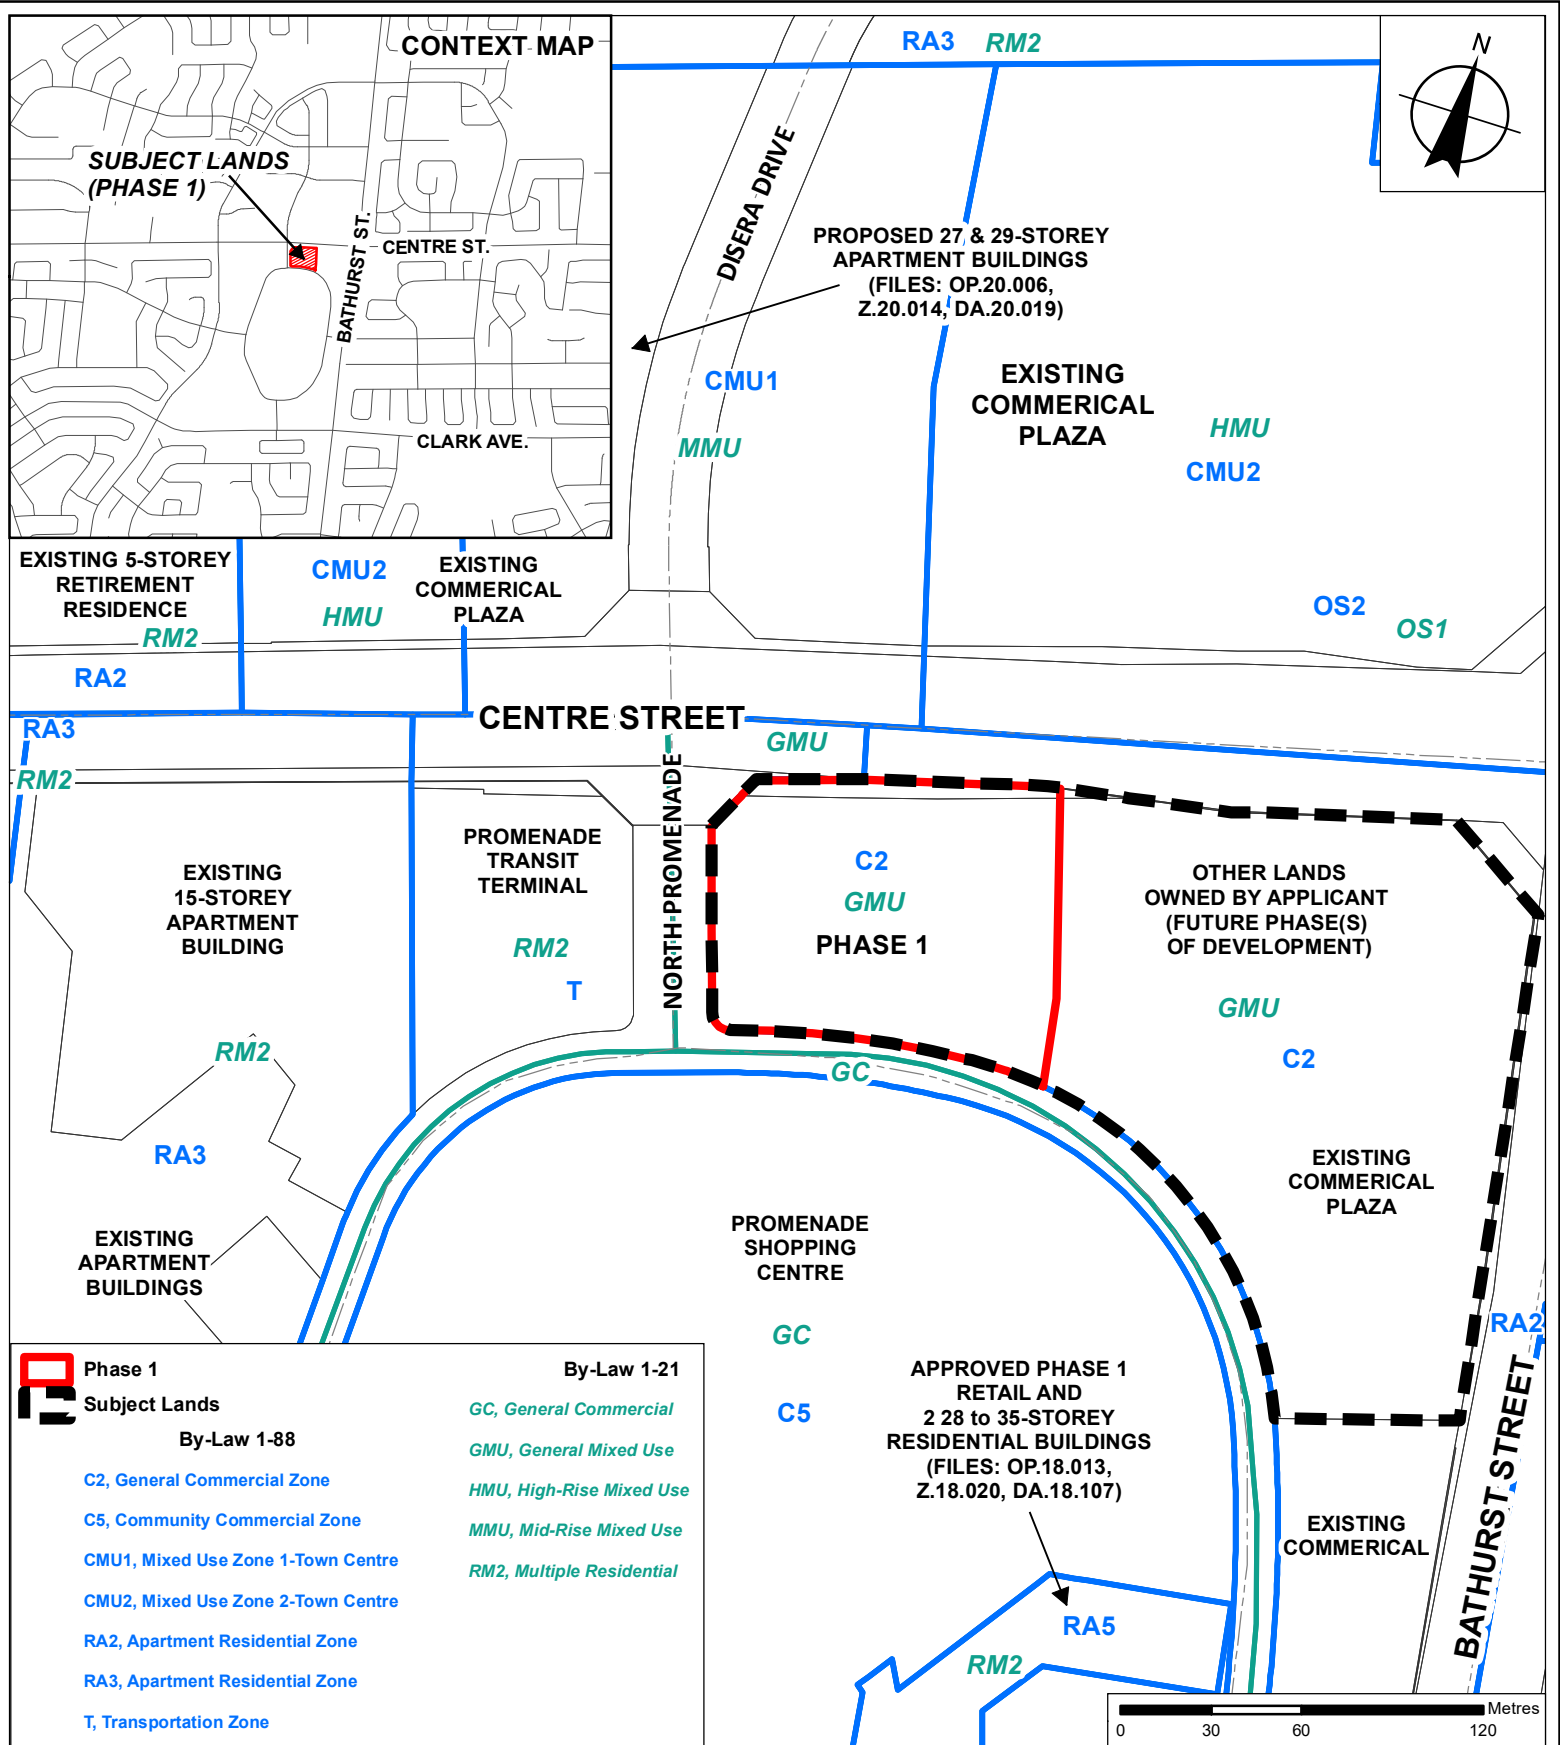 CONTEXT MAP
SUBJECT LANDS
(PHASE 1)
BATHURST ST.
CENTRE ST.
CLARK AVE.
RA3
RM2
N
DISERA DRIVE
PROPOSED 27 & 29-STOREY
APARTMENT BUILDINGS
(FILES: OP.20.006,
Z.20.014, DA.20.019)
CMU1
MMU
EXISTING
COMMERICAL
PLAZA
HMU
CMU2
EXISTING 5-STOREY
RETIREMENT
RESIDENCE
RM2
CMU2
HMU
EXISTING
COMMERICAL
PLAZA
OS2
OS1
RA2
RA3
RM2
CENTRE STREET
GMU
NORTH PROMENADE
EXISTING
15-STOREY
APARTMENT
BUILDING
PROMENADE
TRANSIT
TERMINAL
RM2
T
C2
GMU
PHASE 1
OTHER LANDS
OWNED BY APPLICANT
(FUTURE PHASE(S)
OF DEVELOPMENT)
GMU
C2
RM2
GC
RA3
EXISTING
COMMERICAL
PLAZA
EXISTING
APARTMENT
BUILDINGS
PROMENADE
SHOPPING
CENTRE
GC
C5
RA2
APPROVED PHASE 1
RETAIL AND
2 28 to 35-STOREY
RESIDENTIAL BUILDINGS
(FILES: OP.18.013,
Z.18.020, DA.18.107)
BATHURST STREET
EXISTING
COMMERICAL
RA5
RM2
Phase 1
Subject Lands
By-Law 1-88
C2, General Commercial Zone
C5, Community Commercial Zone
CMU1, Mixed Use Zone 1-Town Centre
CMU2, Mixed Use Zone 2-Town Centre
RA2, Apartment Residential Zone
RA3, Apartment Residential Zone
T, Transportation Zone
By-Law 1-21
GC, General Commercial
GMU, General Mixed Use
HMU, High-Rise Mixed Use
MMU, Mid-Rise Mixed Use
RM2, Multiple Residential
Metres
0 30 60 120